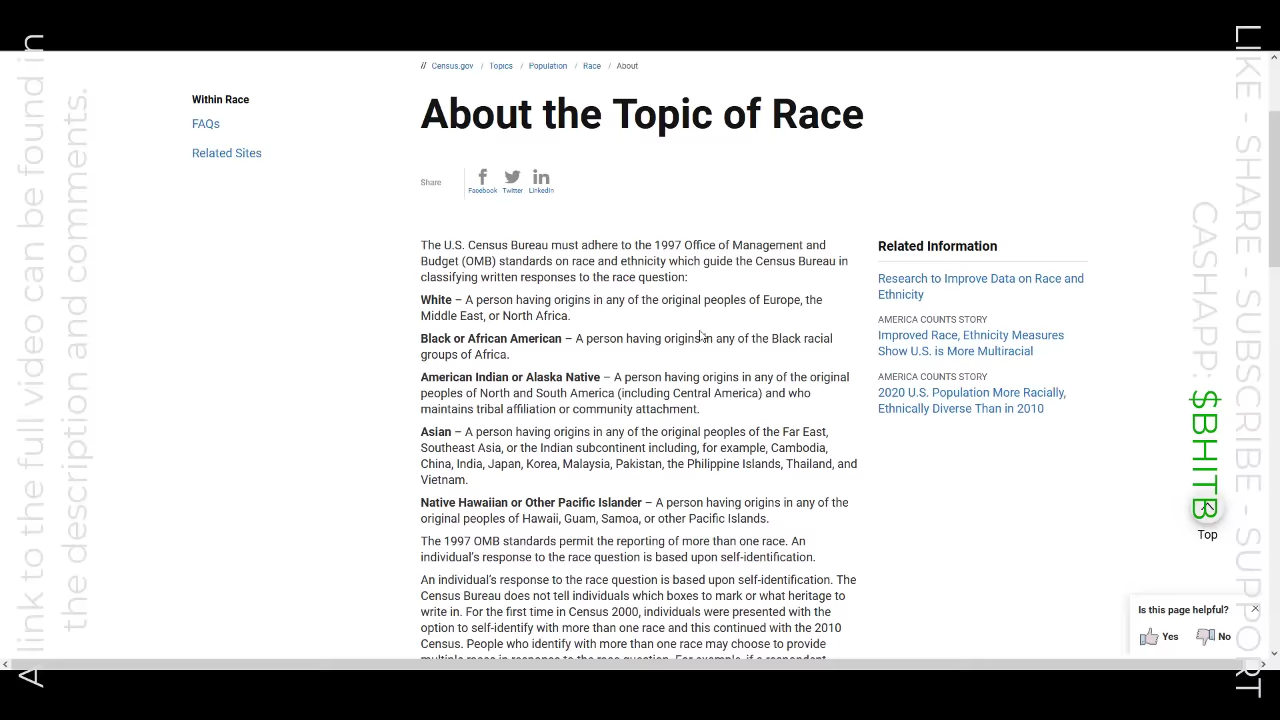 // Census.gov / Topics / Population / Race / About
Within Race
FAQs
Related Sites
About the Topic of Race
Share
Facebook Twitter LinkedIn
The U.S. Census Bureau must adhere to the 1997 Office of Management and
Budget (OMB) standards on race and ethnicity which guide the Census Bureau in
classifying written responses to the race question:
White – A person having origins in any of the original peoples of Europe, the
Middle East, or North Africa.
Black or African American – A person having origins in any of the Black racial
groups of Africa.
American Indian or Alaska Native – A person having origins in any of the original
peoples of North and South America (including Central America) and who
maintains tribal affiliation or community attachment.
Asian – A person having origins in any of the original peoples of the Far East,
Southeast Asia, or the Indian subcontinent including, for example, Cambodia,
China, India, Japan, Korea, Malaysia, Pakistan, the Philippine Islands, Thailand, and
Vietnam.
Native Hawaiian or Other Pacific Islander – A person having origins in any of the
original peoples of Hawaii, Guam, Samoa, or other Pacific Islands.
The 1997 OMB standards permit the reporting of more than one race. An
individual's response to the race question is based upon self-identification.
An individual's response to the race question is based upon self-identification. The
Census Bureau does not tell individuals which boxes to mark or what heritage to
write in. For the first time in Census 2000, individuals were presented with the
option to self-identify with more than one race and this continued with the 2010
Census. People who identify with more than one race may choose to provide
multiple races in response to the race question. For example, if a respondent
Related Information
Research to Improve Data on Race and
Ethnicity
AMERICA COUNTS STORY
Improved Race, Ethnicity Measures
Show U.S. is More Multiracial
AMERICA COUNTS STORY
2020 U.S. Population More Racially,
Ethnically Diverse Than in 2010
Top
Is this page helpful?
Yes No
A link to the full video can be found in
the description and comments.
CASHAPP: $BHITB
LIKE - SHARE - SUBSCRIBE - SUPPORT